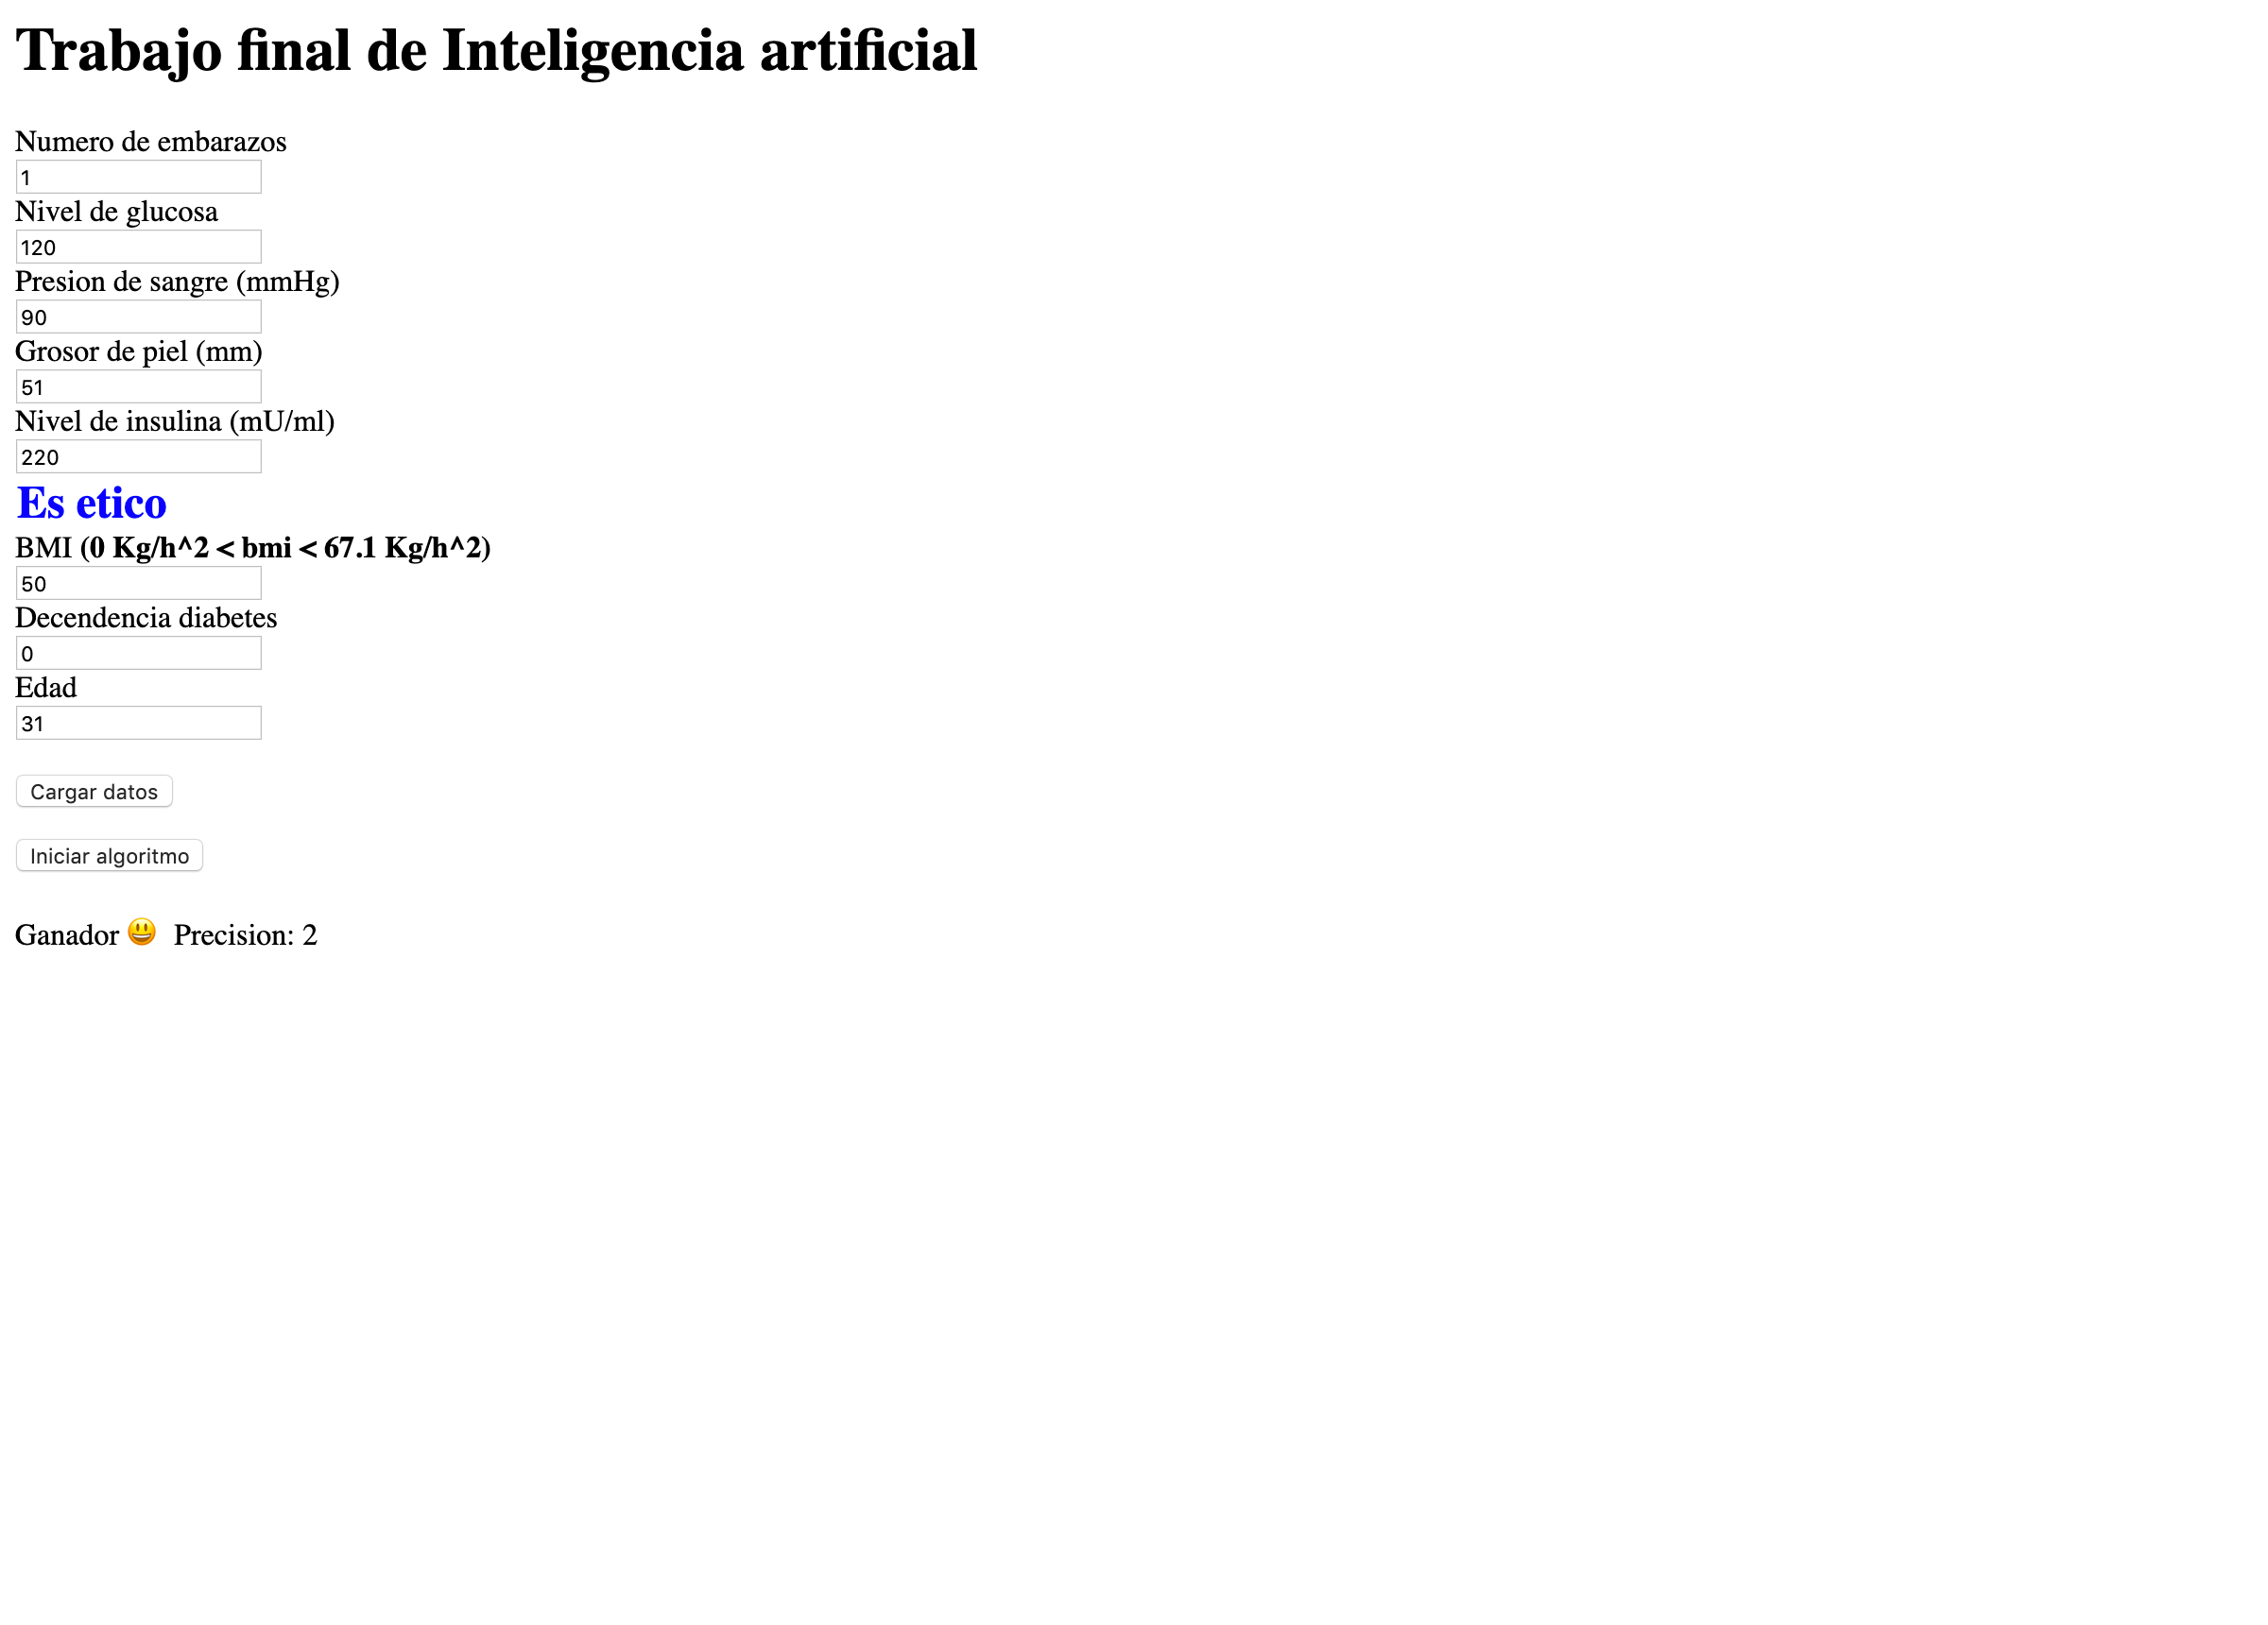 Trabajo final de Inteligencia artificial
Numero de embarazos
1
Nivel de glucosa
120
Presion de sangre (mmHg)
90
Grosor de piel (mm)
51
Nivel de insulina (mU/ml)
220
Es etico
BMI (0 Kg/h^2 < bmi < 67.1 Kg/h^2)
50
Decendencia diabetes
0
Edad
31
Cargar datos
Iniciar algoritmo
Ganador 😃 Precision: 2